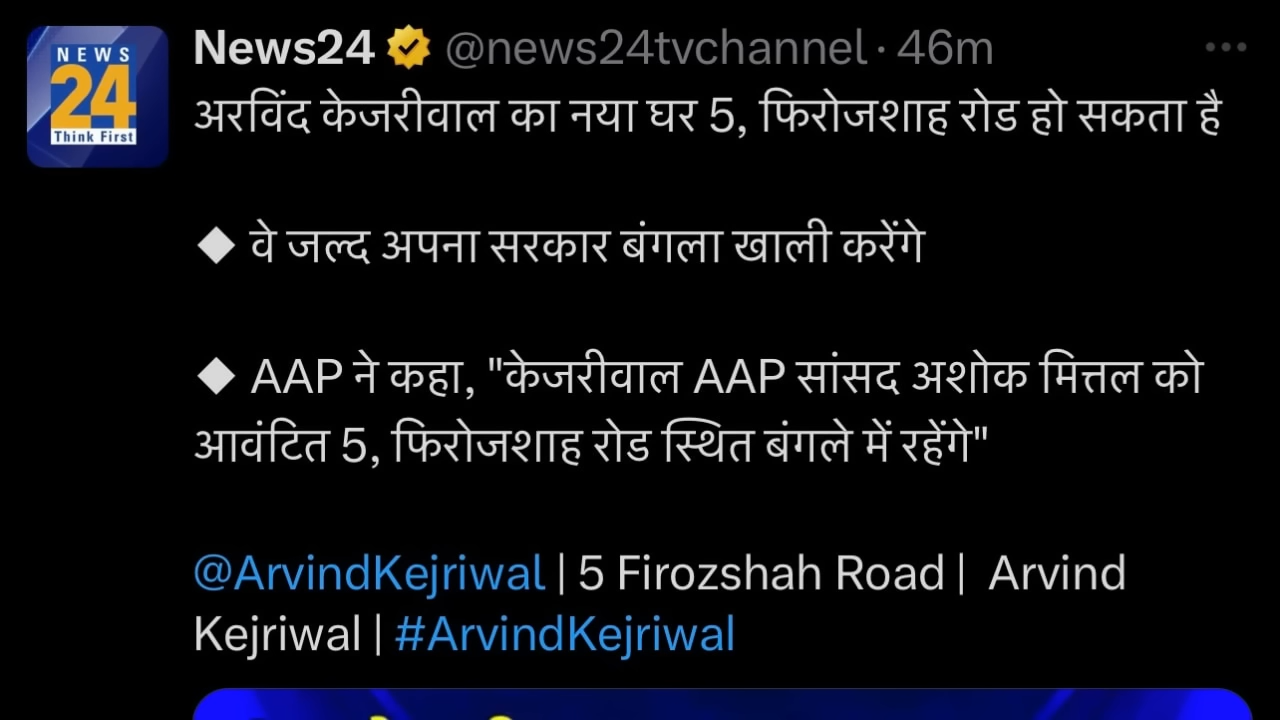 NEWS
24
Think First
News24 @news24tvchannel · 46m
अरविंद केजरीवाल का नया घर 5, फिरोजशाह रोड हो सकता है
◆ वे जल्द अपना सरकार बंगला खाली करेंगे
◆ AAP ने कहा, "केजरीवाल AAP सांसद अशोक मित्तल को
आवंटित 5, फिरोजशाह रोड स्थित बंगले में रहेंगे"
@ArvindKejriwal | 5 Firozshah Road | Arvind
Kejriwal | #ArvindKejriwal